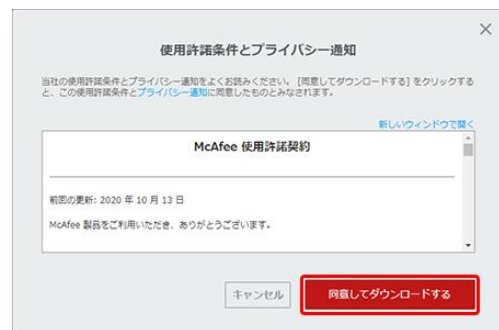 使用許諾条件とプライバシー通知
当社の使用許諾条件とプライバシー通知をよくお読みください。 [同意してダウンロードする] をクリックする
と、この使用許諾条件とプライバシー通知に同意したものとみなされます。
新しいウィンドウで開く
McAfee 使用許諾契約
前回の更新: 2020 年 10 月 13 日
McAfee 製品をご利用いただき、ありがとうございます。
キャンセル
同意してダウンロードする